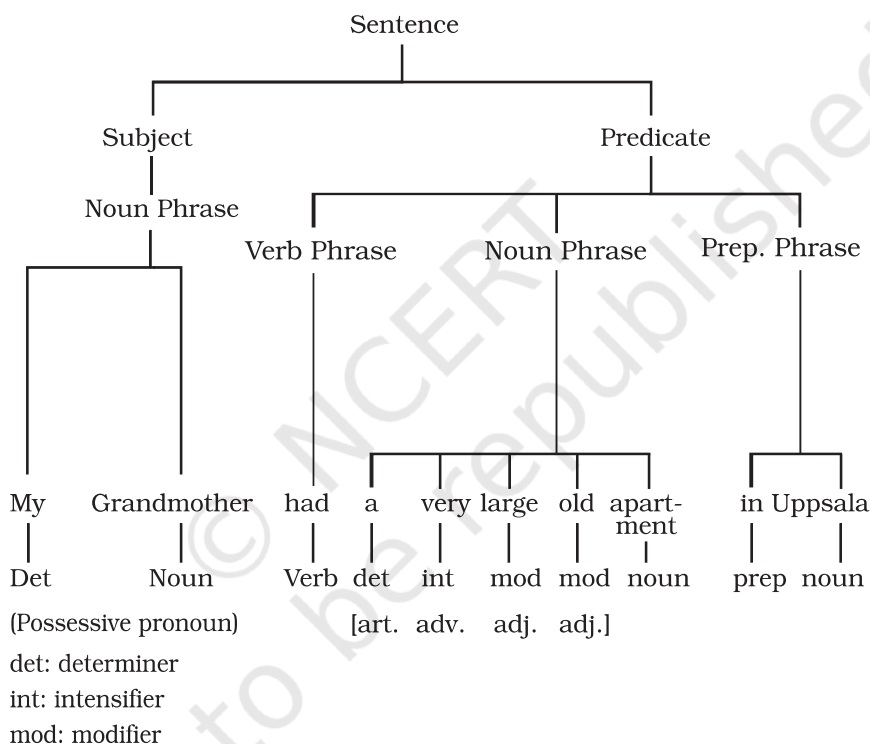 Sentence
Subject Predicate
Noun Phrase
Verb Phrase Noun Phrase Prep. Phrase
My Grandmother had a very large old apart-
ment in Uppsala
Det Noun Verb det int mod mod noun prep noun
(Possessive pronoun) [art. adv. adj. adj.]
det: determiner
int: intensifier
mod: modifier
© NCERT
to be republished